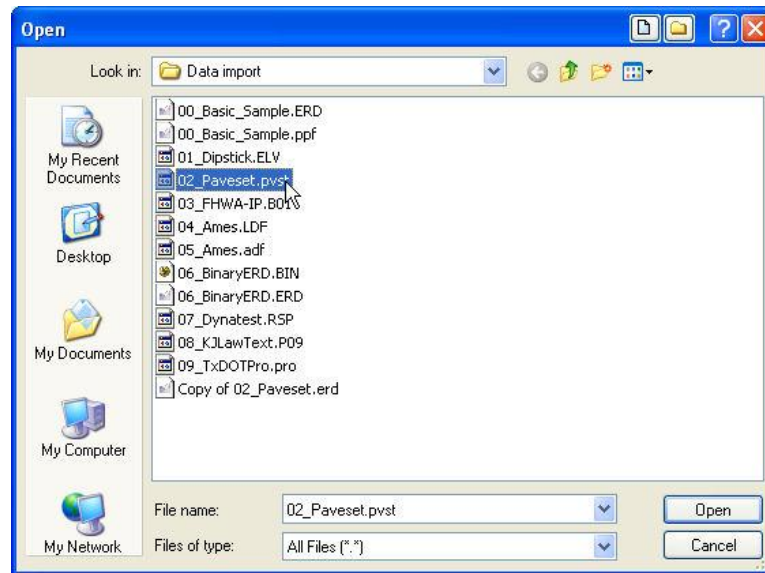 Open
Look in: Data import
My Recent
Documents
Desktop
My Documents
My Computer
My Network
00_Basic_Sample.ERD
00_Basic_Sample.ppf
01_Dipstick.ELV
02_Paveset.pvst
03_FHWA-IP.B01
04_Ames.LDF
05_Ames.adf
06_BinaryERD.BIN
06_BinaryERD.ERD
07_Dynatest.RSP
08_KJLawText.P09
09_TxDOTPro.pro
Copy of 02_Paveset.erd
File name: 02_Paveset.pvst Open
Files of type: All Files (*.*) Cancel